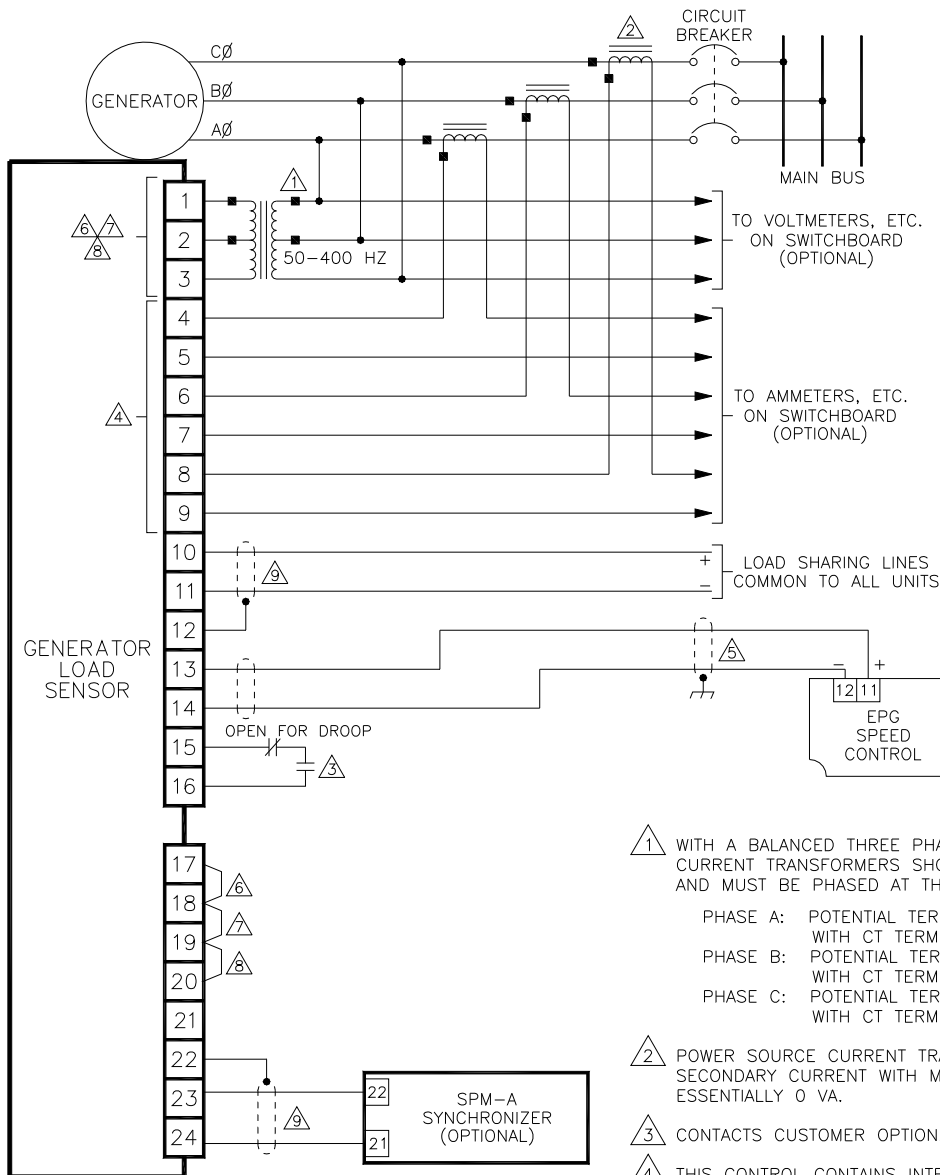 CIRCUIT
BREAKER
2
CØ
GENERATOR
BØ
AØ
MAIN BUS
1
1
6 7
8
2
50-400 HZ
3
TO VOLTMETERS, ETC.
ON SWITCHBOARD
(OPTIONAL)
4
5
6
4
7
8
9
TO AMMETERS, ETC.
ON SWITCHBOARD
(OPTIONAL)
10
9
11
+
-
LOAD SHARING LINES
COMMON TO ALL UNITS
12
GENERATOR
LOAD
SENSOR
13
5
14
- +
12 11
EPG
SPEED
CONTROL
OPEN FOR DROOP
15
3
16
17
6
18
7
19
8
20
21
22
23
9
24
22
21
SPM-A
SYNCHRONIZER
(OPTIONAL)
1 WITH A BALANCED THREE PHA
CURRENT TRANSFORMERS SHO
AND MUST BE PHASED AT TH
PHASE A: POTENTIAL TER
WITH CT TERM
PHASE B: POTENTIAL TER
WITH CT TERM
PHASE C: POTENTIAL TER
WITH CT TERM
2 POWER SOURCE CURRENT TRA
SECONDARY CURRENT WITH M
ESSENTIALLY 0 VA.
3 CONTACTS CUSTOMER OPTION
4 THIS CONTROL CONTAINS INTE